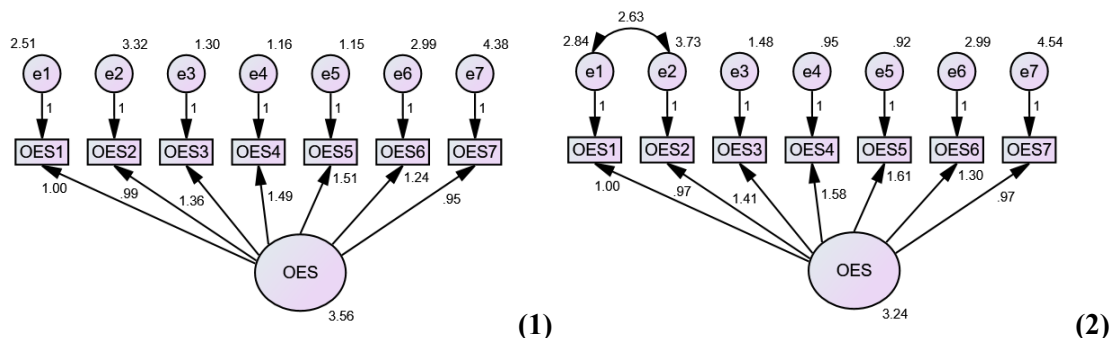 2.63
2.51 3.32 1.30 1.16 1.15 2.99 4.38 2.84 3.73 1.48 .95 .92 2.99 4.54
e1 e2 e3 e4 e5 e6 e7 e1 e2 e3 e4 e5 e6 e7
1 1 1 1 1 1 1 1 1 1 1 1 1 1
OES1 OES2 OES3 OES4 OES5 OES6 OES7 OES1 OES2 OES3 OES4 OES5 OES6 OES7
1.00 .99 1.36 1.49 1.51 1.24 .95 1.00 .97 1.41 1.58 1.61 1.30 .97
OES OES
3.56 (1) 3.24 (2)